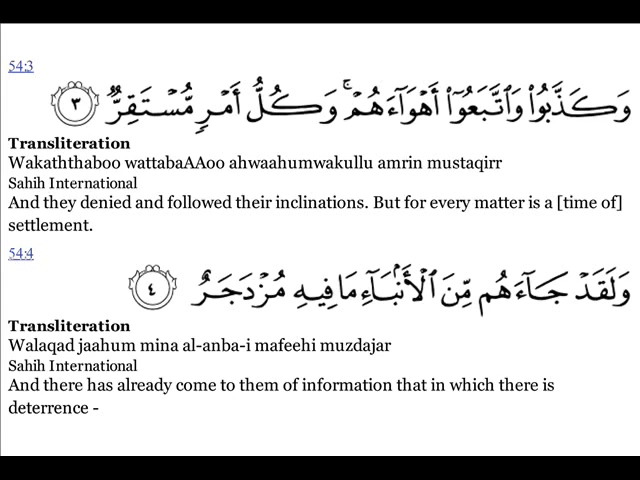 54:3
وَكَذَّبُوا۟ وَٱتَّبَعُوٓا۟ أَهْوَآءَهُمْ ۚ وَكُلُّ أَمْرٍ مُّسْتَقِرٌّ ٣
Transliteration
Wakaththaboo wattabaAAoo ahwaahumwakullu amrin mustaqirr
Sahih International
And they denied and followed their inclinations. But for every matter is a [time of]
settlement.
54:4
وَلَقَدْ جَآءَهُم مِّنَ ٱلْأَنۢبَآءِ مَا فِيهِ مُزْدَجَرٌ ٤
Transliteration
Walaqad jaahum mina al-anba-i mafeehi muzdajar
Sahih International
And there has already come to them of information that in which there is
deterrence -